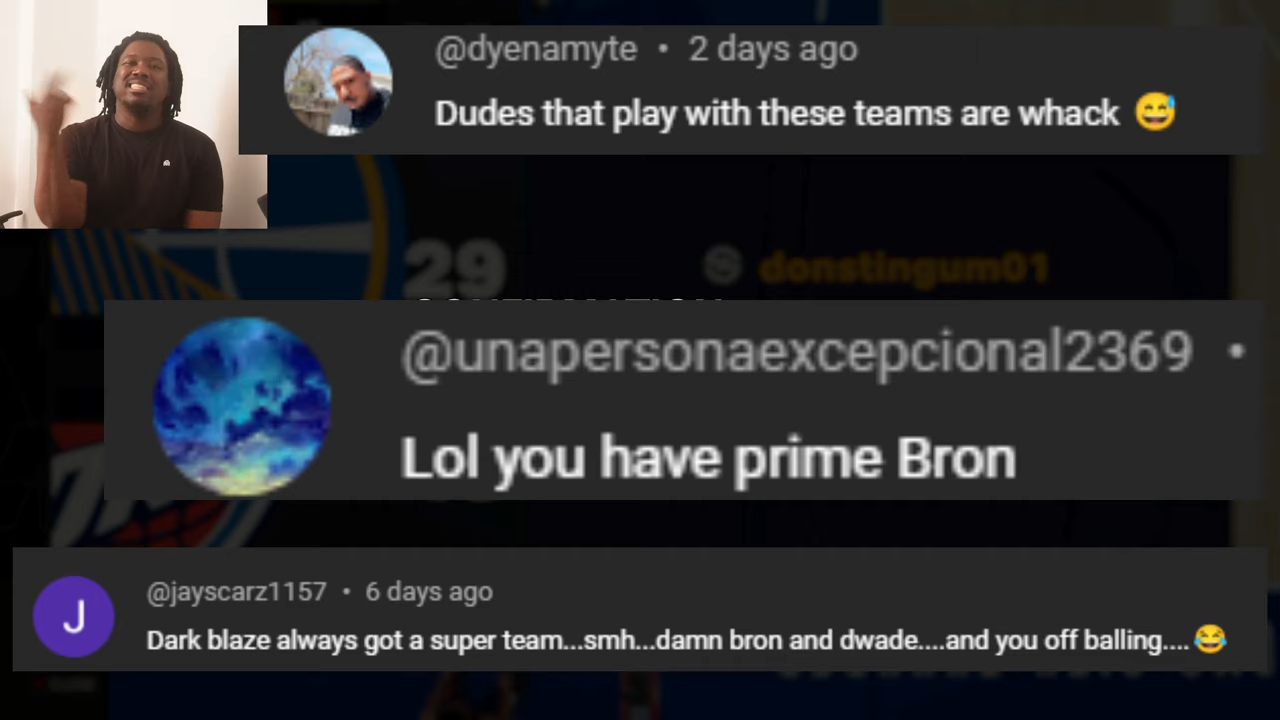 @dyenamyte • 2 days ago
Dudes that play with these teams are whack 😅
29
donstingum01
@unapersonaexcepcional2369 •
Lol you have prime Bron
@jayscarz1157 • 6 days ago
J
Dark blaze always got a super team...smh...damn bron and dwade....and you off balling.... 😂